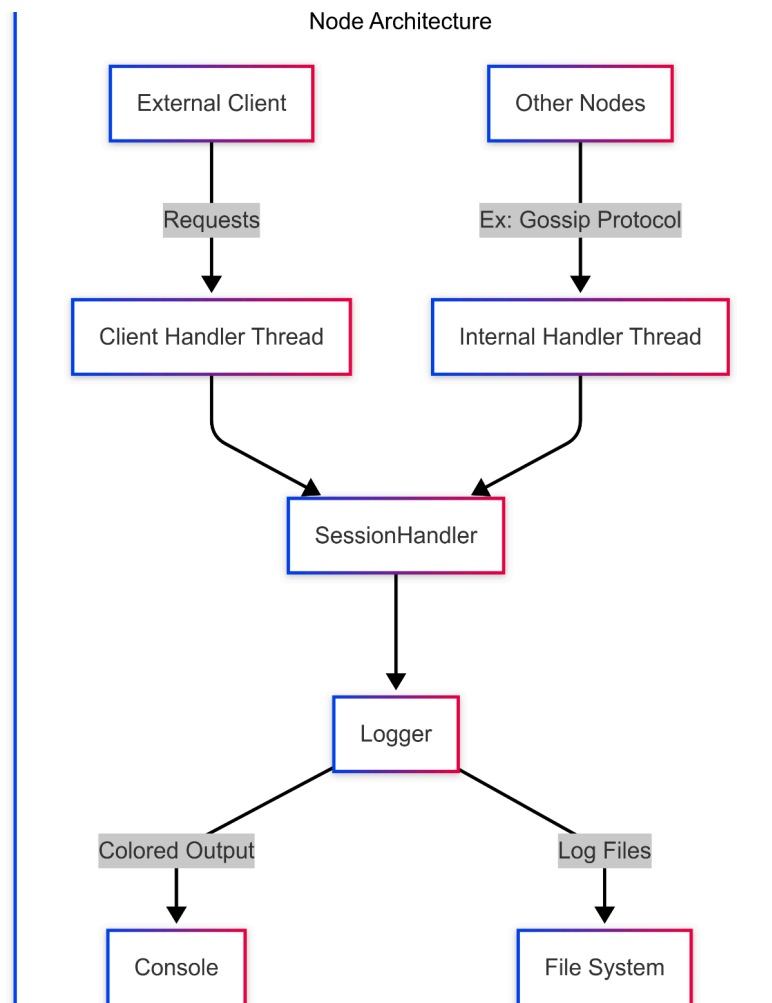 Node Architecture
External Client
Other Nodes
Requests
Ex: Gossip Protocol
Client Handler Thread
Internal Handler Thread
SessionHandler
Logger
Colored Output
Log Files
Console
File System